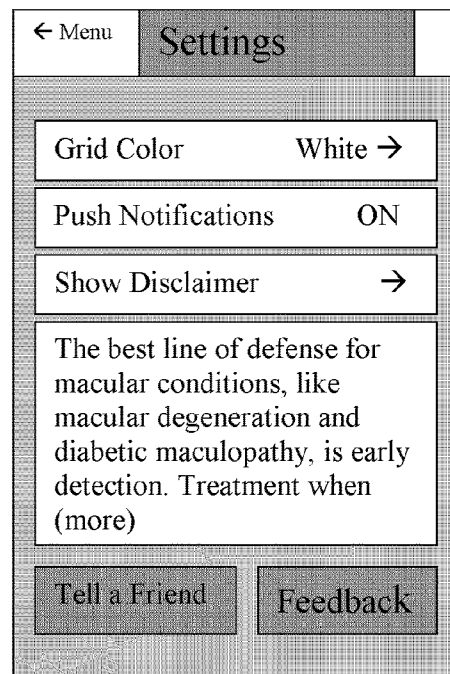 ← Menu Settings
Grid Color White →
Push Notifications ON
Show Disclaimer →
The best line of defense for
macular conditions, like
macular degeneration and
diabetic maculopathy, is early
detection. Treatment when
(more)
Tell a Friend Feedback